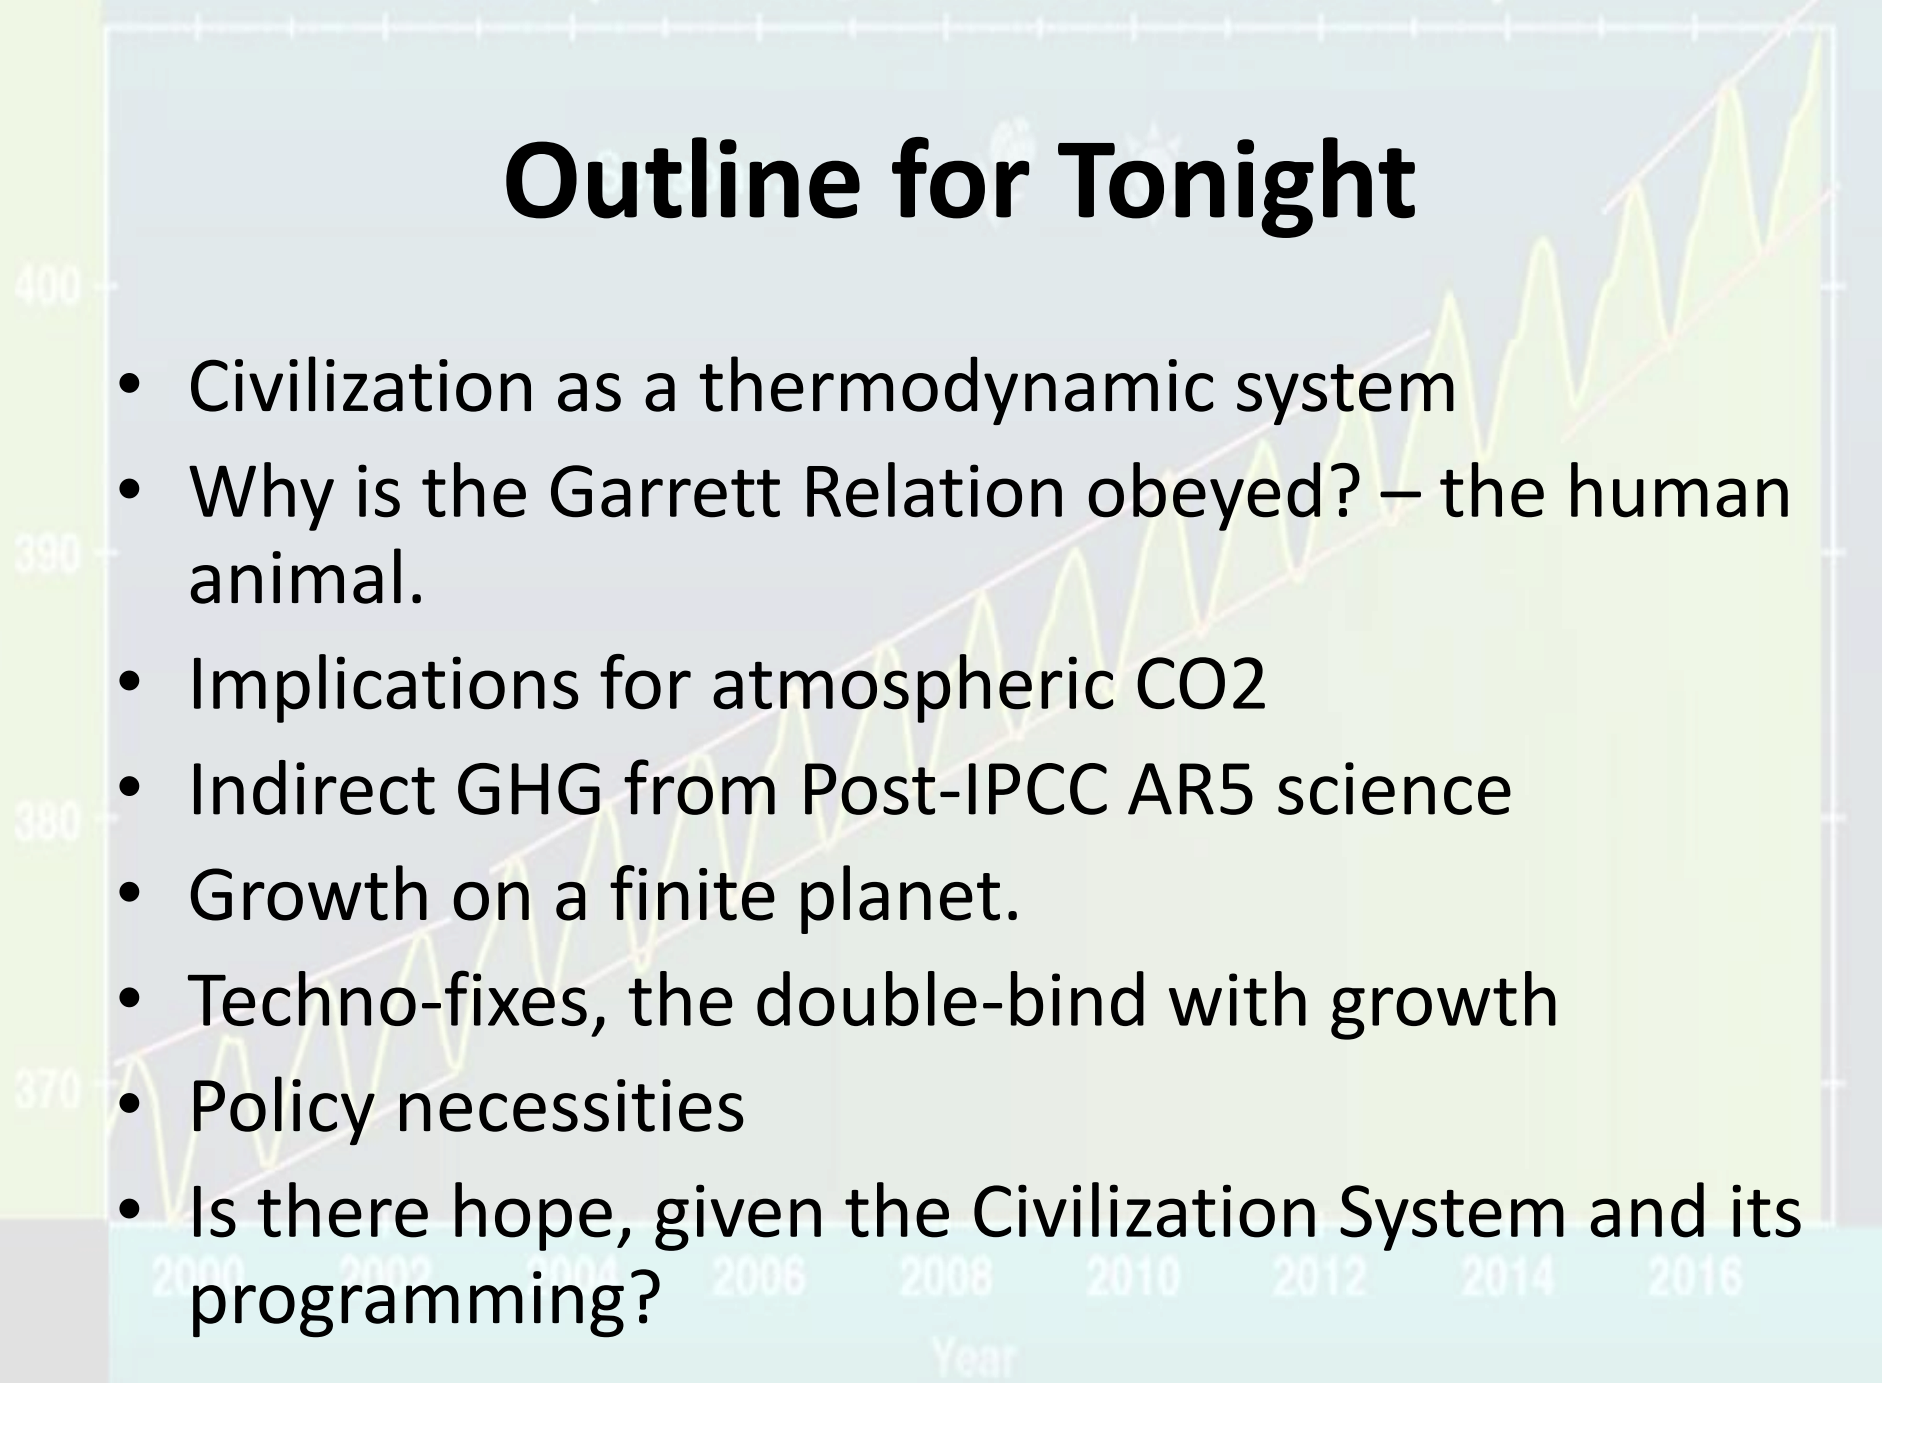 Outline for Tonight
• Civilization as a thermodynamic system
• Why is the Garrett Relation obeyed? – the human
animal.
• Implications for atmospheric CO2
• Indirect GHG from Post-IPCC AR5 science
• Growth on a finite planet.
• Techno-fixes, the double-bind with growth
• Policy necessities
• Is there hope, given the Civilization System and its
programming?
400
390
380
370
2000 2002 2004 2006 2008 2010 2012 2014 2016
Year